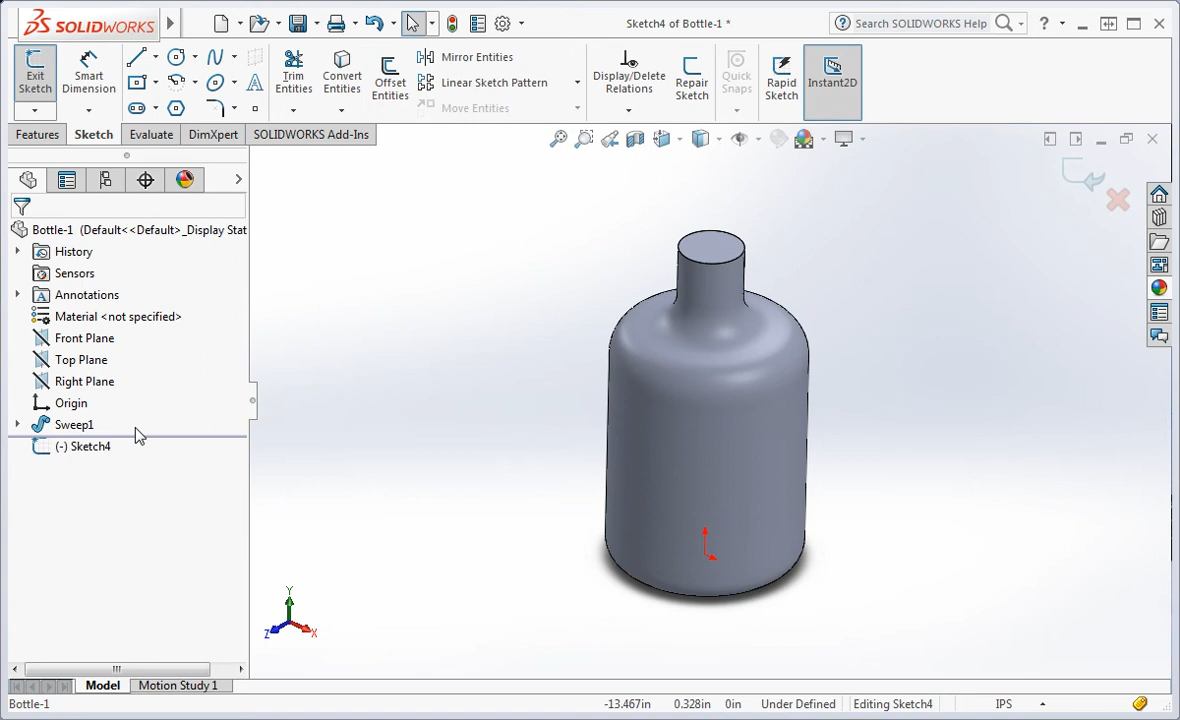 SOLIDWORKS
Sketch4 of Bottle-1 *
Search SOLIDWORKS Help
?
Exit Sketch
Smart Dimension
Trim Entities
Convert Entities
Offset Entities
Mirror Entities
Linear Sketch Pattern
Move Entities
Display/Delete Relations
Repair Sketch
Quick Snaps
Rapid Sketch
Instant2D
Features
Sketch
Evaluate
DimXpert
SOLIDWORKS Add-Ins
Bottle-1 (Default<<Default>_Display Stat
History
Sensors
Annotations
Material <not specified>
Front Plane
Top Plane
Right Plane
Origin
Sweep1
(-) Sketch4
Y
Z
X
Model
Motion Study 1
Bottle-1
-13.467in
0.328in
0in
Under Defined
Editing Sketch4
IPS